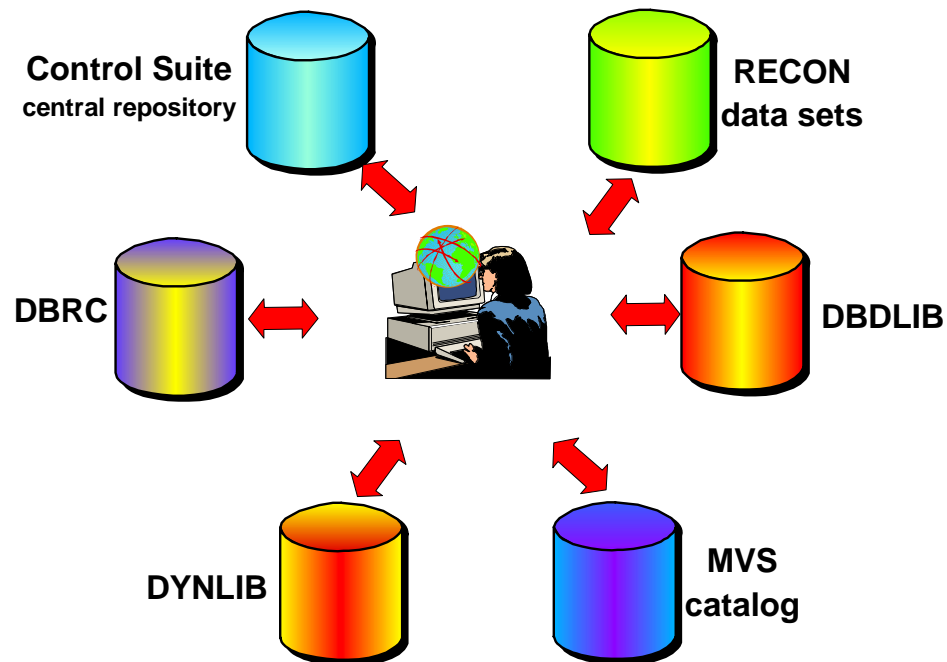 Control Suite
central repository
RECON
data sets
DBRC
DBDLIB
DYNLIB
MVS
catalog